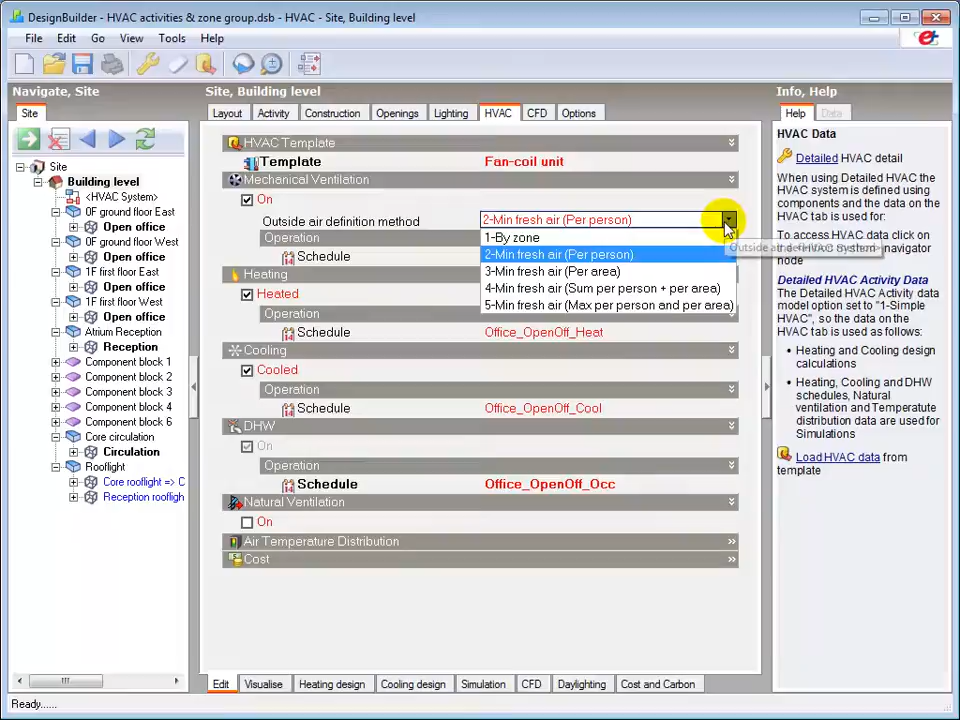 DesignBuilder - HVAC activities & zone group.dsb - HVAC - Site, Building level
File Edit Go View Tools Help
Navigate, Site
Site
Site
Building level
<HVAC System>
0F ground floor East
Open office
0F ground floor West
Open office
1F first floor East
Open office
1F first floor West
Open office
Atrium Reception
Reception
Component block 1
Component block 2
Component block 3
Component block 4
Component block 6
Core circulation
Circulation
Rooflight
Core rooflight => C
Reception roofligh
Site, Building level
Layout Activity Construction Openings Lighting HVAC CFD Options
HVAC Template
Template Fan-coil unit
Mechanical Ventilation
On
Outside air definition method 2-Min fresh air (Per person)
1-By zone
Operation
2-Min fresh air (Per person)
Schedule
3-Min fresh air (Per area)
4-Min fresh air (Sum per person + per area)
5-Min fresh air (Max per person and per area)
Heating
Heated
Operation
Schedule Office_OpenOff_Heat
Cooling
Cooled
Operation
Schedule Office_OpenOff_Cool
DHW
On
Operation
Schedule Office_OpenOff_Occ
Natural Ventilation
On
Air Temperature Distribution
Cost
Edit Visualise Heating design Cooling design Simulation CFD Daylighting Cost and Carbon
Info, Help
Help Data
HVAC Data
Detailed HVAC detail
When using Detailed HVAC the
HVAC system is defined using
components and the data on
the HVAC tab is used for:
To access HVAC data click on
the <HVAC System> navigator
node
Detailed HVAC Activity Data
The Detailed HVAC Activity data
model option set to "1-Simple
HVAC", so the data on the
HVAC tab is used as follows:
Heating and Cooling design
calculations
Heating, Cooling and DHW
schedules, Natural
ventilation and Temperatute
distribution data are used for
Simulations
Load HVAC data from
template
Ready......